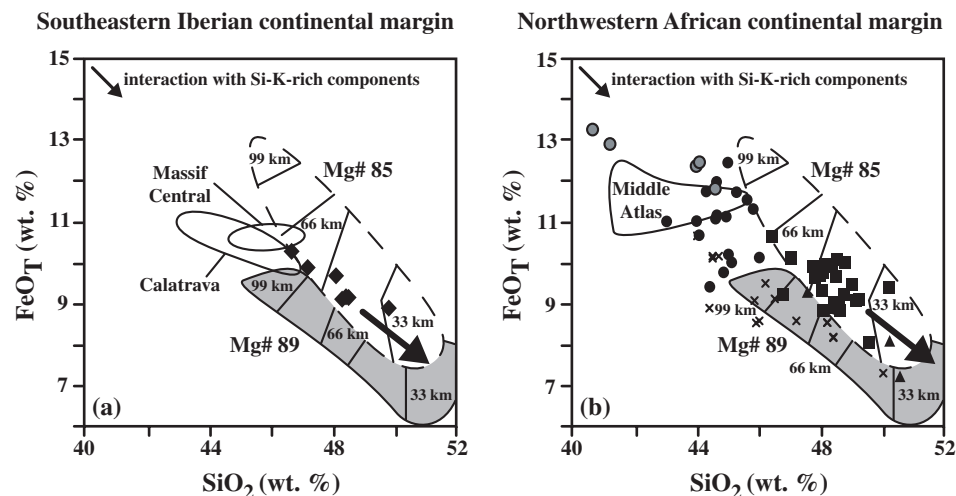 Southeastern Iberian continental margin
15
13
11
9
7
FeOT (wt. %)
interaction with Si-K-rich components
99 km
Mg# 85
Massif
Central
66 km
Calatrava
99 km
33 km
66 km
Mg# 89
33 km
(a)
40
44
48
52
SiO2 (wt. %)
Northwestern African continental margin
15
13
11
9
7
FeOT (wt. %)
interaction with Si-K-rich components
99 km
Mg# 85
Middle
Atlas
66 km
99 km
33 km
Mg# 89
66 km
33 km
(b)
40
44
48
52
SiO2 (wt. %)